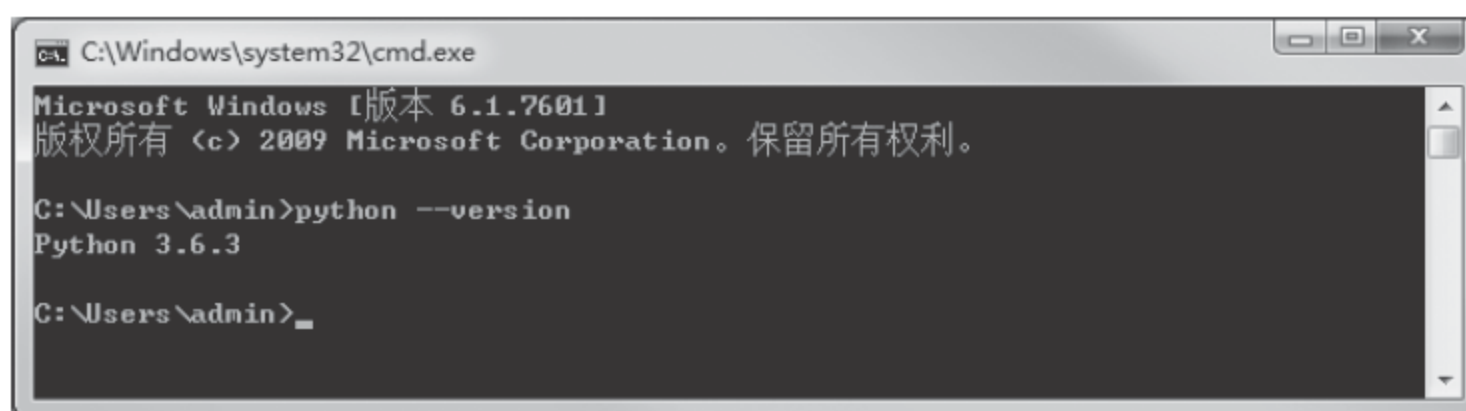 C:\Windows\system32\cmd.exe
Microsoft Windows [版本 6.1.7601]
版权所有 (c) 2009 Microsoft Corporation。保留所有权利。
C:\Users\admin>python --version
Python 3.6.3
C:\Users\admin>_